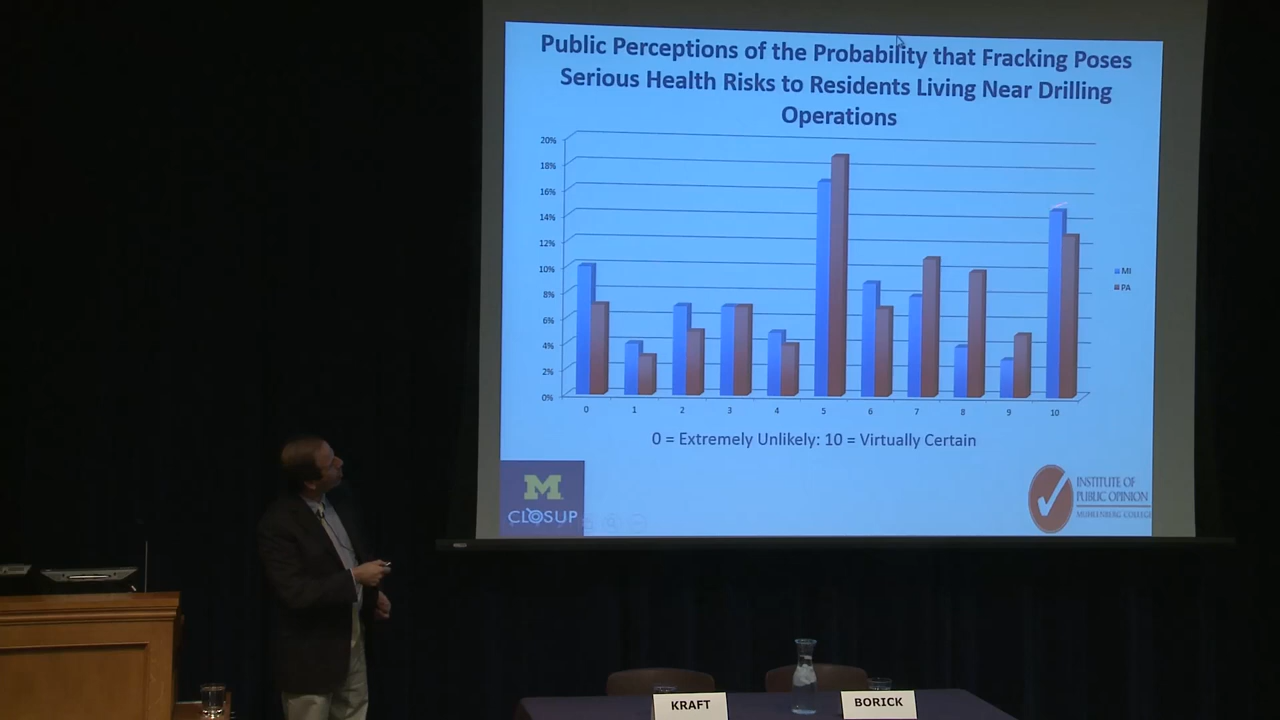 Public Perceptions of the Probability that Fracking Poses
Serious Health Risks to Residents Living Near Drilling
Operations
20%
18%
16%
14%
12%
10%
8%
6%
4%
2%
0%
0 1 2 3 4 5 6 7 8 9 10
MI
PA
0 = Extremely Unlikely: 10 = Virtually Certain
M
CLOSUP
INSTITUTE OF
PUBLIC OPINION
MUHLENBERG COLLEGE
KRAFT
BORICK